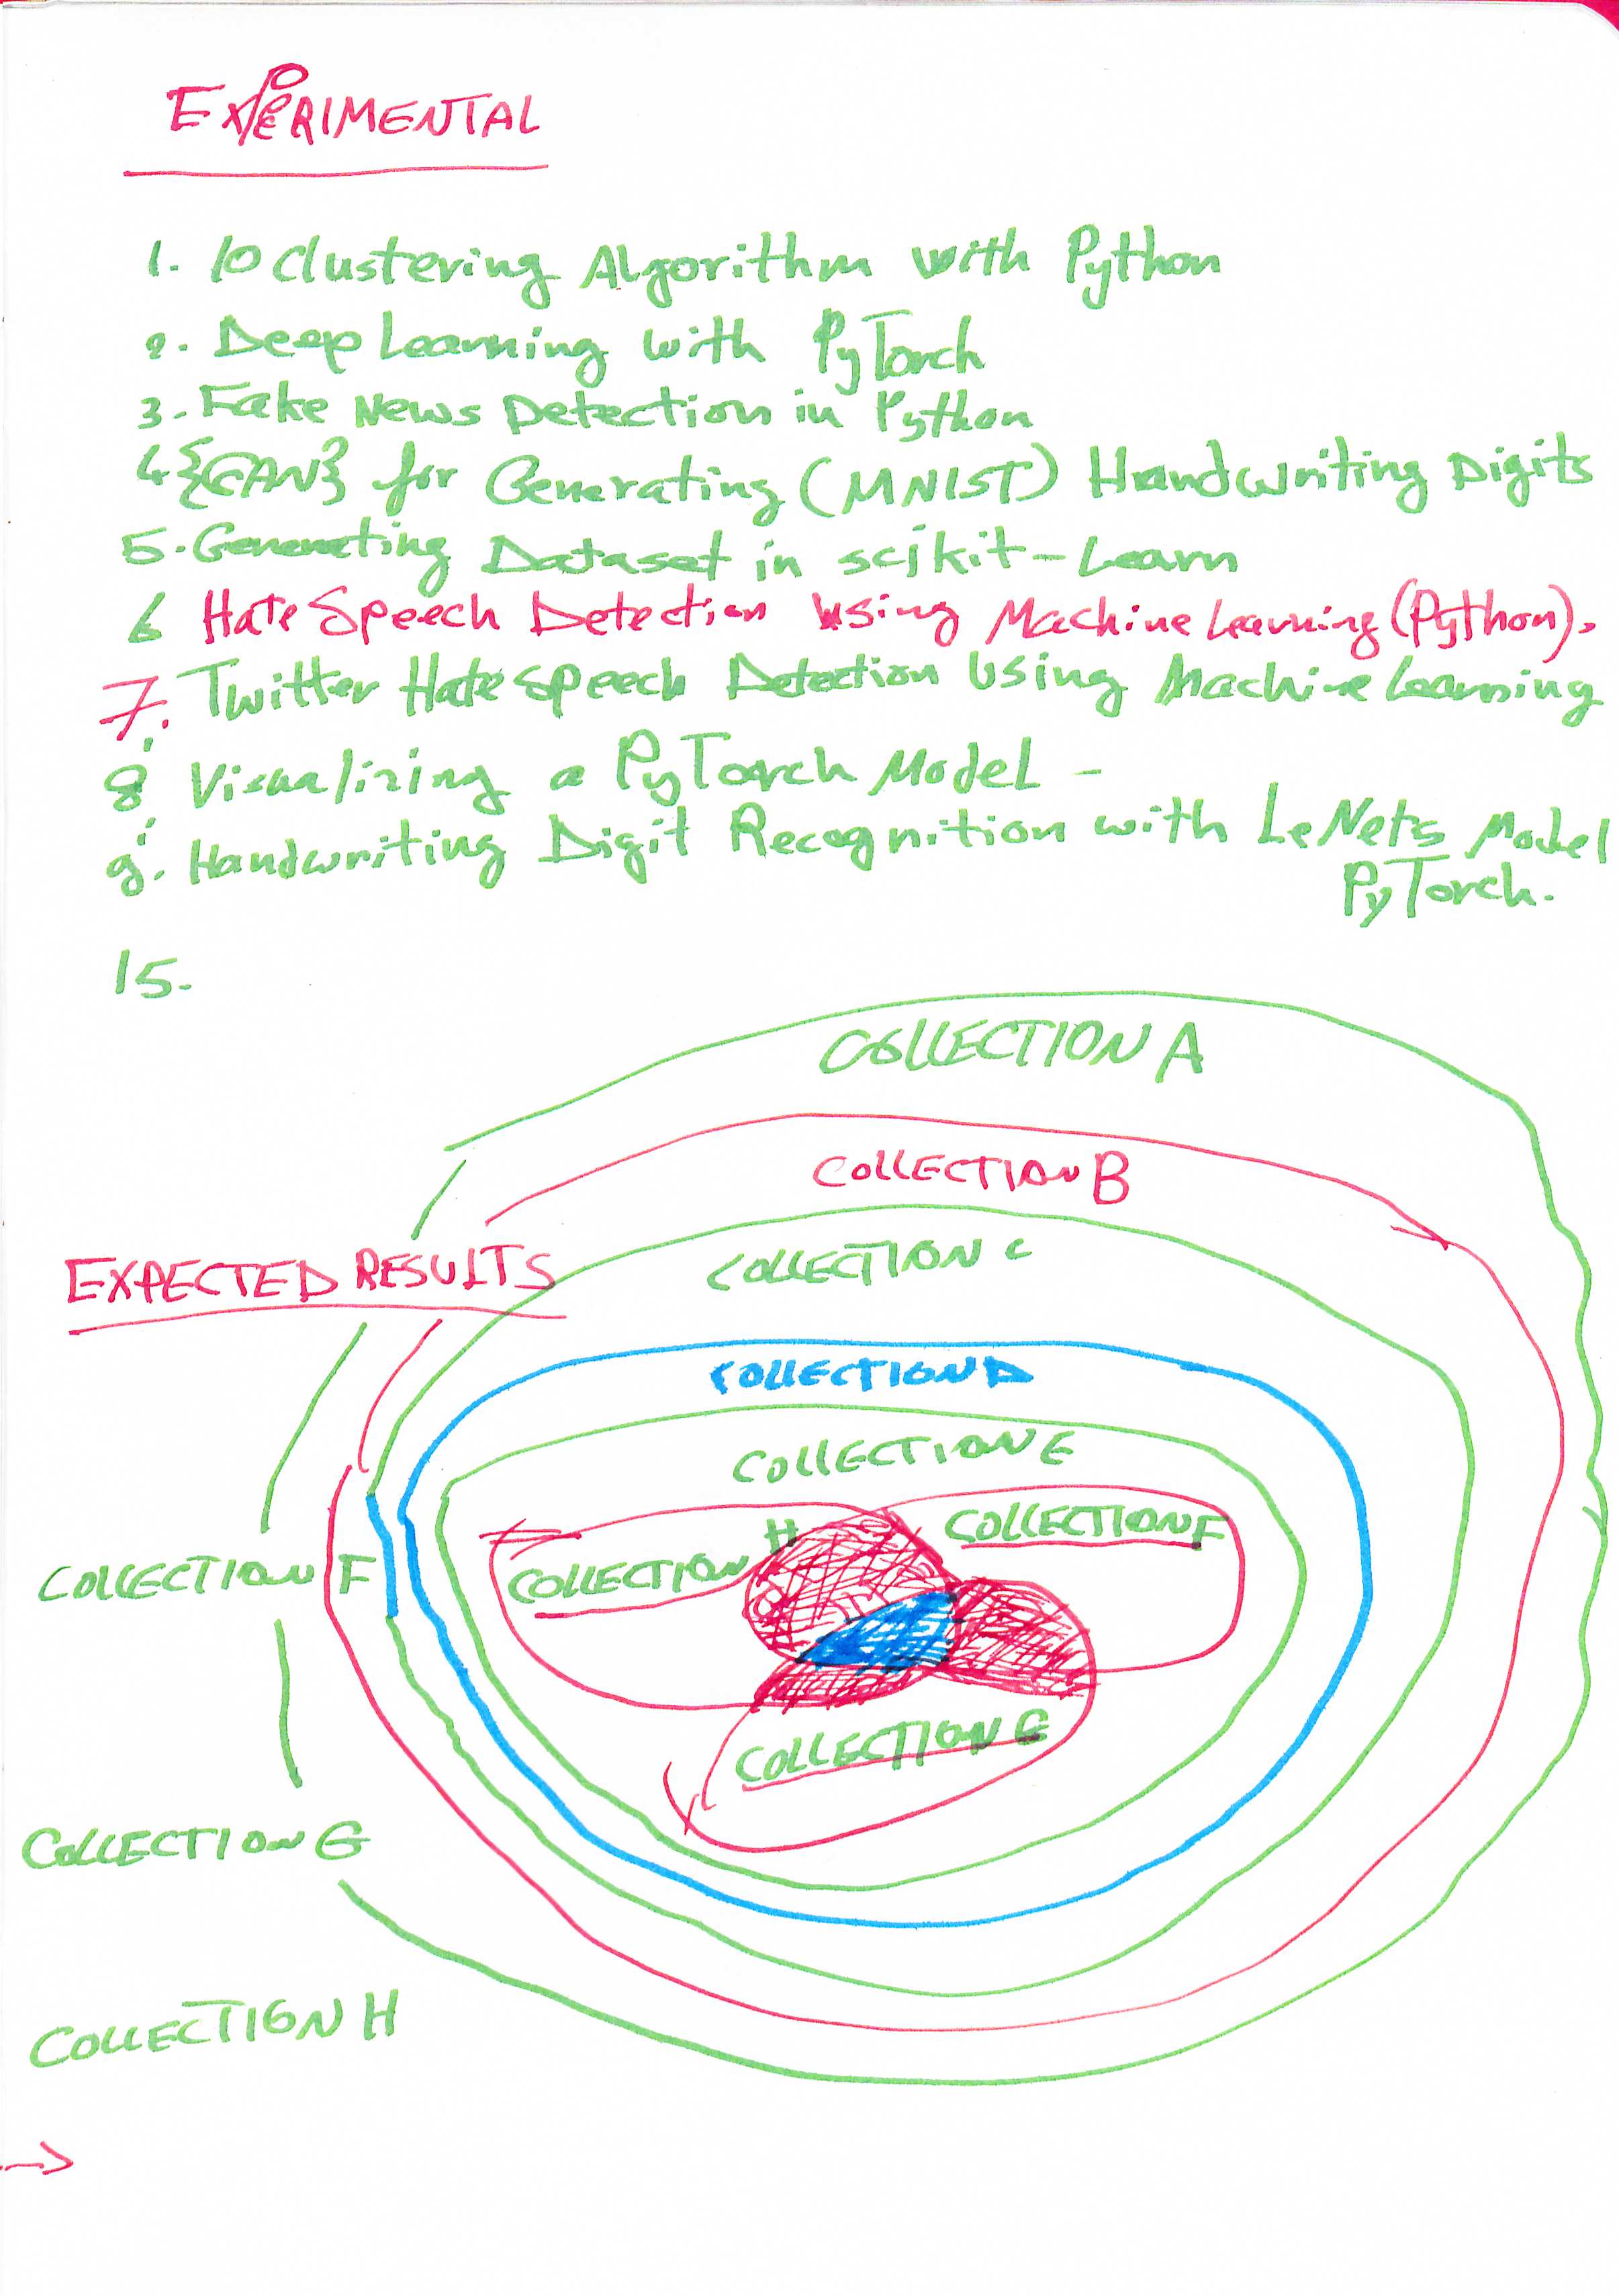 EXPERIMENTAL
1. 10 Clustering Algorithm with Python
2. Deep Learning with PyTorch
3. Fake News Detection in Python
4 {GAN} for Generating (MNIST) Handwriting Digits
5. Generating Dataset in scikit-Learn
6 Hate Speech Detection Using Machine Learning (Python).
7. Twitter Hate Speech Detection Using Machine Learning
8 Visualizing a PyTorch Model -
9. Handwriting Digit Recognition with LeNet5 Model
PyTorch.
15.
COLLECTION A
COLLECTION B
COLLECTION C
EXPECTED RESULTS
COLLECTION D
COLLECTION E
COLLECTION H
COLLECTION F
COLLECTION F
COLLECTION G
COLLECTION G
COLLECTION H